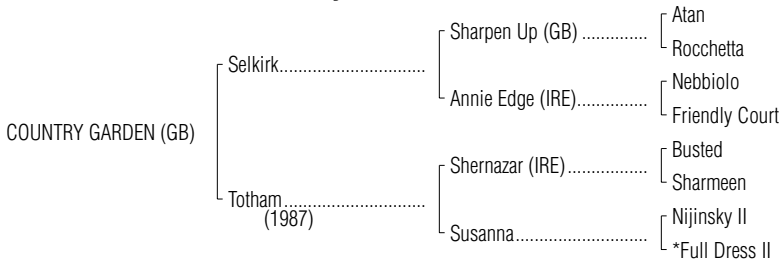 Atan
Sharpen Up (GB) ..............
Rocchetta
Selkirk..............................
Nebbiolo
Annie Edge (IRE)...............
Friendly Court
COUNTRY GARDEN (GB)
Busted
Shernazar (IRE).................
Sharmeen
Totham.............................
(1987)
Nijinsky II
Susanna............................
*Full Dress II